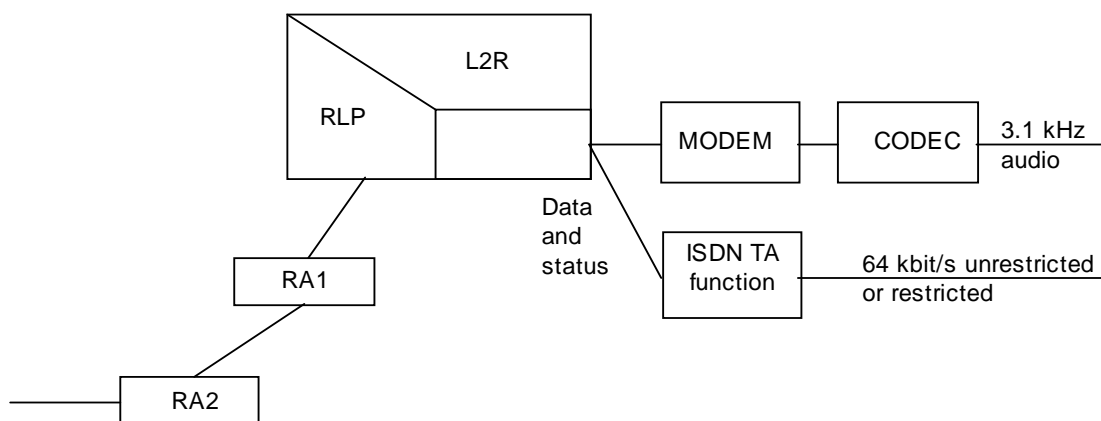 L2R
RLP
MODEM
CODEC
3.1 kHz
audio
Data
and
status
ISDN TA
function
64 kbit/s unrestricted
or restricted
RA1
RA2